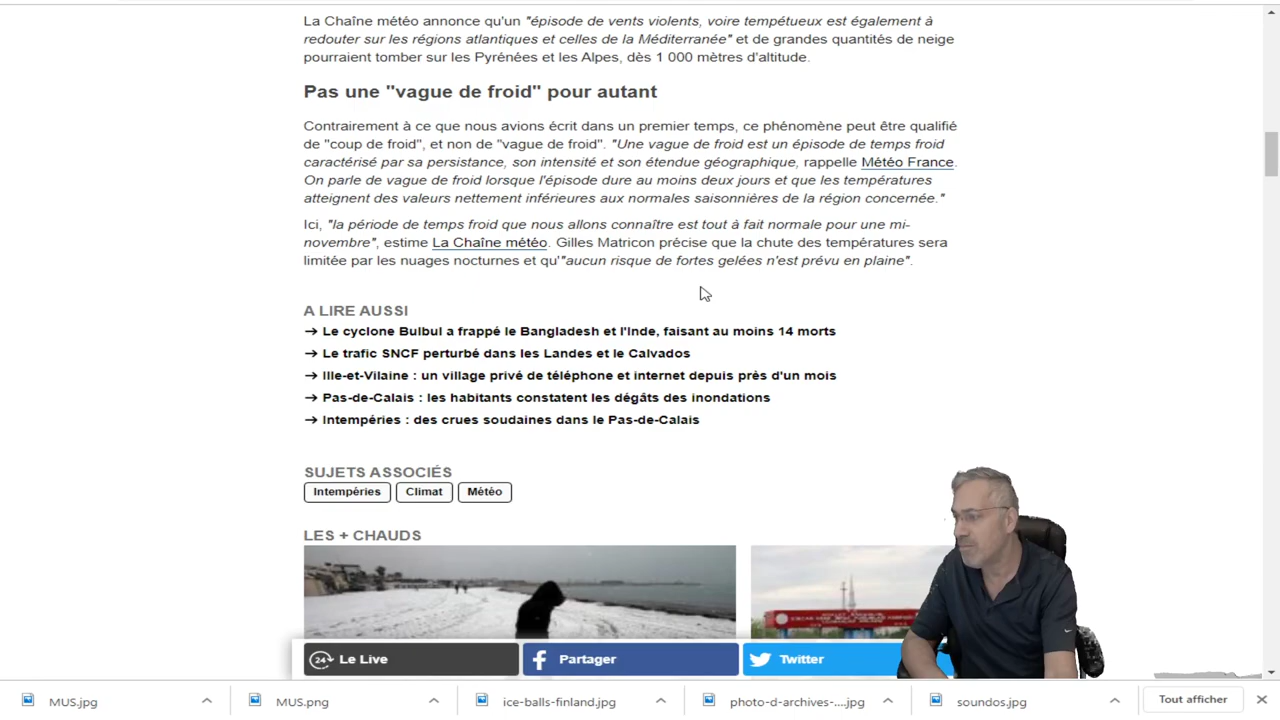 La Chaîne météo annonce qu'un "épisode de vents violents, voire tempétueux est également à
redouter sur les régions atlantiques et celles de la Méditerranée" et de grandes quantités de neige
pourraient tomber sur les Pyrénées et les Alpes, dès 1 000 mètres d'altitude.
Pas une "vague de froid" pour autant
Contrairement à ce que nous avions écrit dans un premier temps, ce phénomène peut être qualifié
de "coup de froid", et non de "vague de froid". "Une vague de froid est un épisode de temps froid
caractérisé par sa persistance, son intensité et son étendue géographique, rappelle Météo France.
On parle de vague de froid lorsque l'épisode dure au moins deux jours et que les températures
atteignent des valeurs nettement inférieures aux normales saisonnières de la région concernée."
Ici, "la période de temps froid que nous allons connaître est tout à fait normale pour une mi-
novembre", estime La Chaîne météo. Gilles Matricon précise que la chute des températures sera
limitée par les nuages nocturnes et qu'"aucun risque de fortes gelées n'est prévu en plaine".
A LIRE AUSSI
→ Le cyclone Bulbul a frappé le Bangladesh et l'Inde, faisant au moins 14 morts
→ Le trafic SNCF perturbé dans les Landes et le Calvados
→ Ille-et-Vilaine : un village privé de téléphone et internet depuis près d'un mois
→ Pas-de-Calais : les habitants constatent les dégâts des inondations
→ Intempéries : des crues soudaines dans le Pas-de-Calais
SUJETS ASSOCIÉS
Intempéries Climat Météo
LES + CHAUDS
24 Le Live Partager Twitter
MUS.jpg MUS.png ice-balls-finland.jpg photo-d-archives-....jpg soundos.jpg Tout afficher